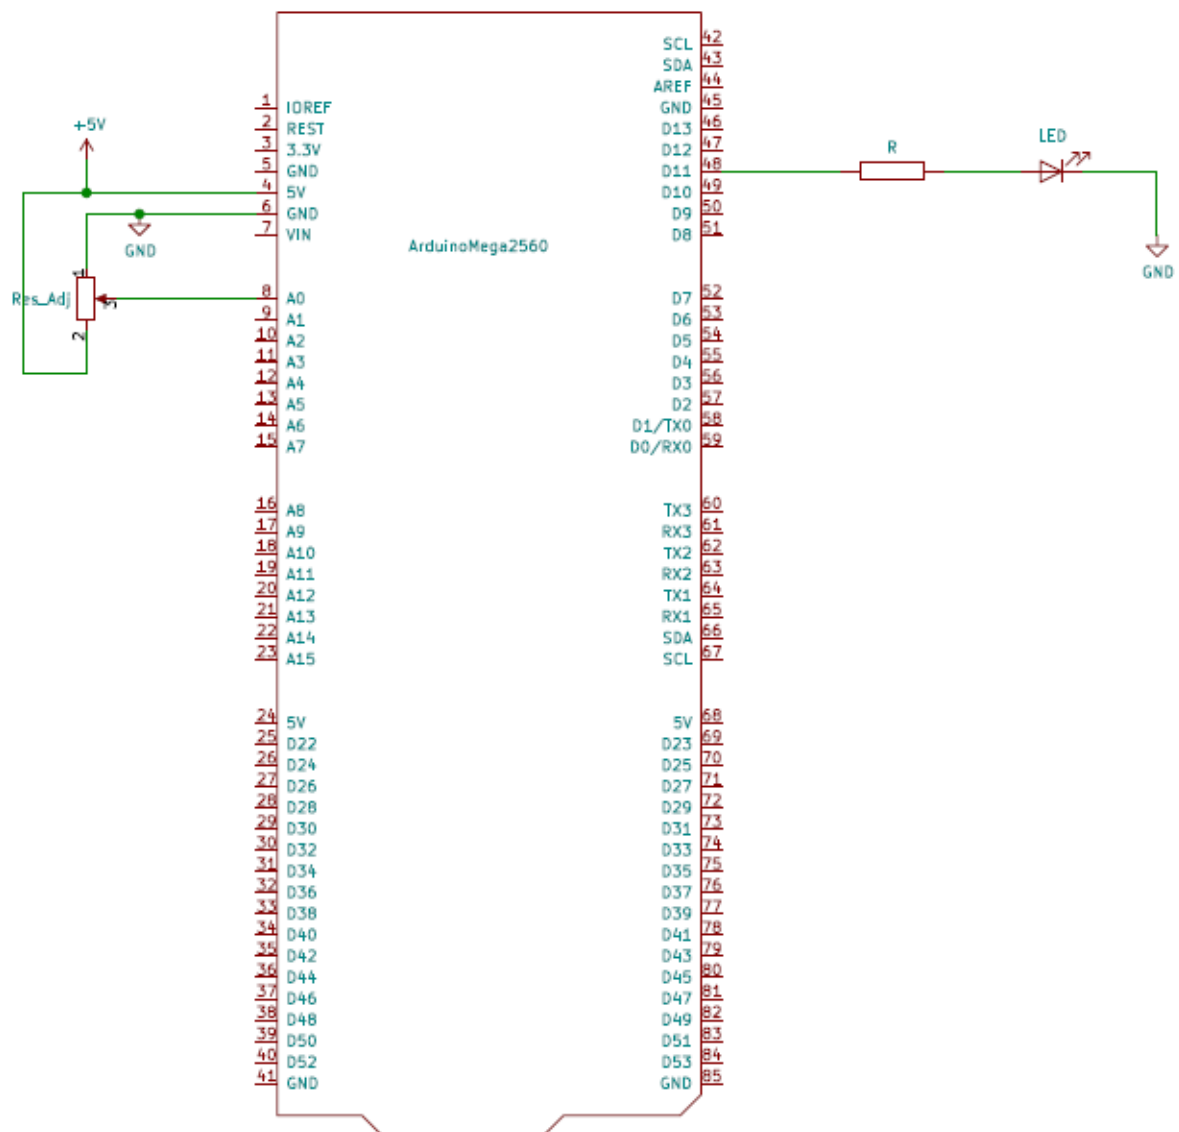 +5V
GND
Res_Adj
1
3
2
ArduinoMega2560
1 IOREF
2 REST
3 3.3V
5 GND
4 5V
6 GND
7 VIN
8 A0
9 A1
10 A2
11 A3
12 A4
13 A5
14 A6
15 A7
16 A8
17 A9
18 A10
19 A11
20 A12
21 A13
22 A14
23 A15
24 5V
25 D22
26 D24
27 D26
28 D28
29 D30
30 D32
31 D34
32 D36
33 D38
34 D40
35 D42
36 D44
37 D46
38 D48
39 D50
40 D52
41 GND
SCL 42
SDA 43
AREF 44
GND 45
D13 46
D12 47
D11 48
D10 49
D9 50
D8 51
D7 52
D6 53
D5 54
D4 55
D3 56
D2 57
D1/TX0 58
D0/RX0 59
TX3 60
RX3 61
TX2 62
RX2 63
TX1 64
RX1 65
SDA 66
SCL 67
5V 68
D23 69
D25 70
D27 71
D29 72
D31 73
D33 74
D35 75
D37 76
D39 77
D41 78
D43 79
D45 80
D47 81
D49 82
D51 83
D53 84
GND 85
R
LED
GND